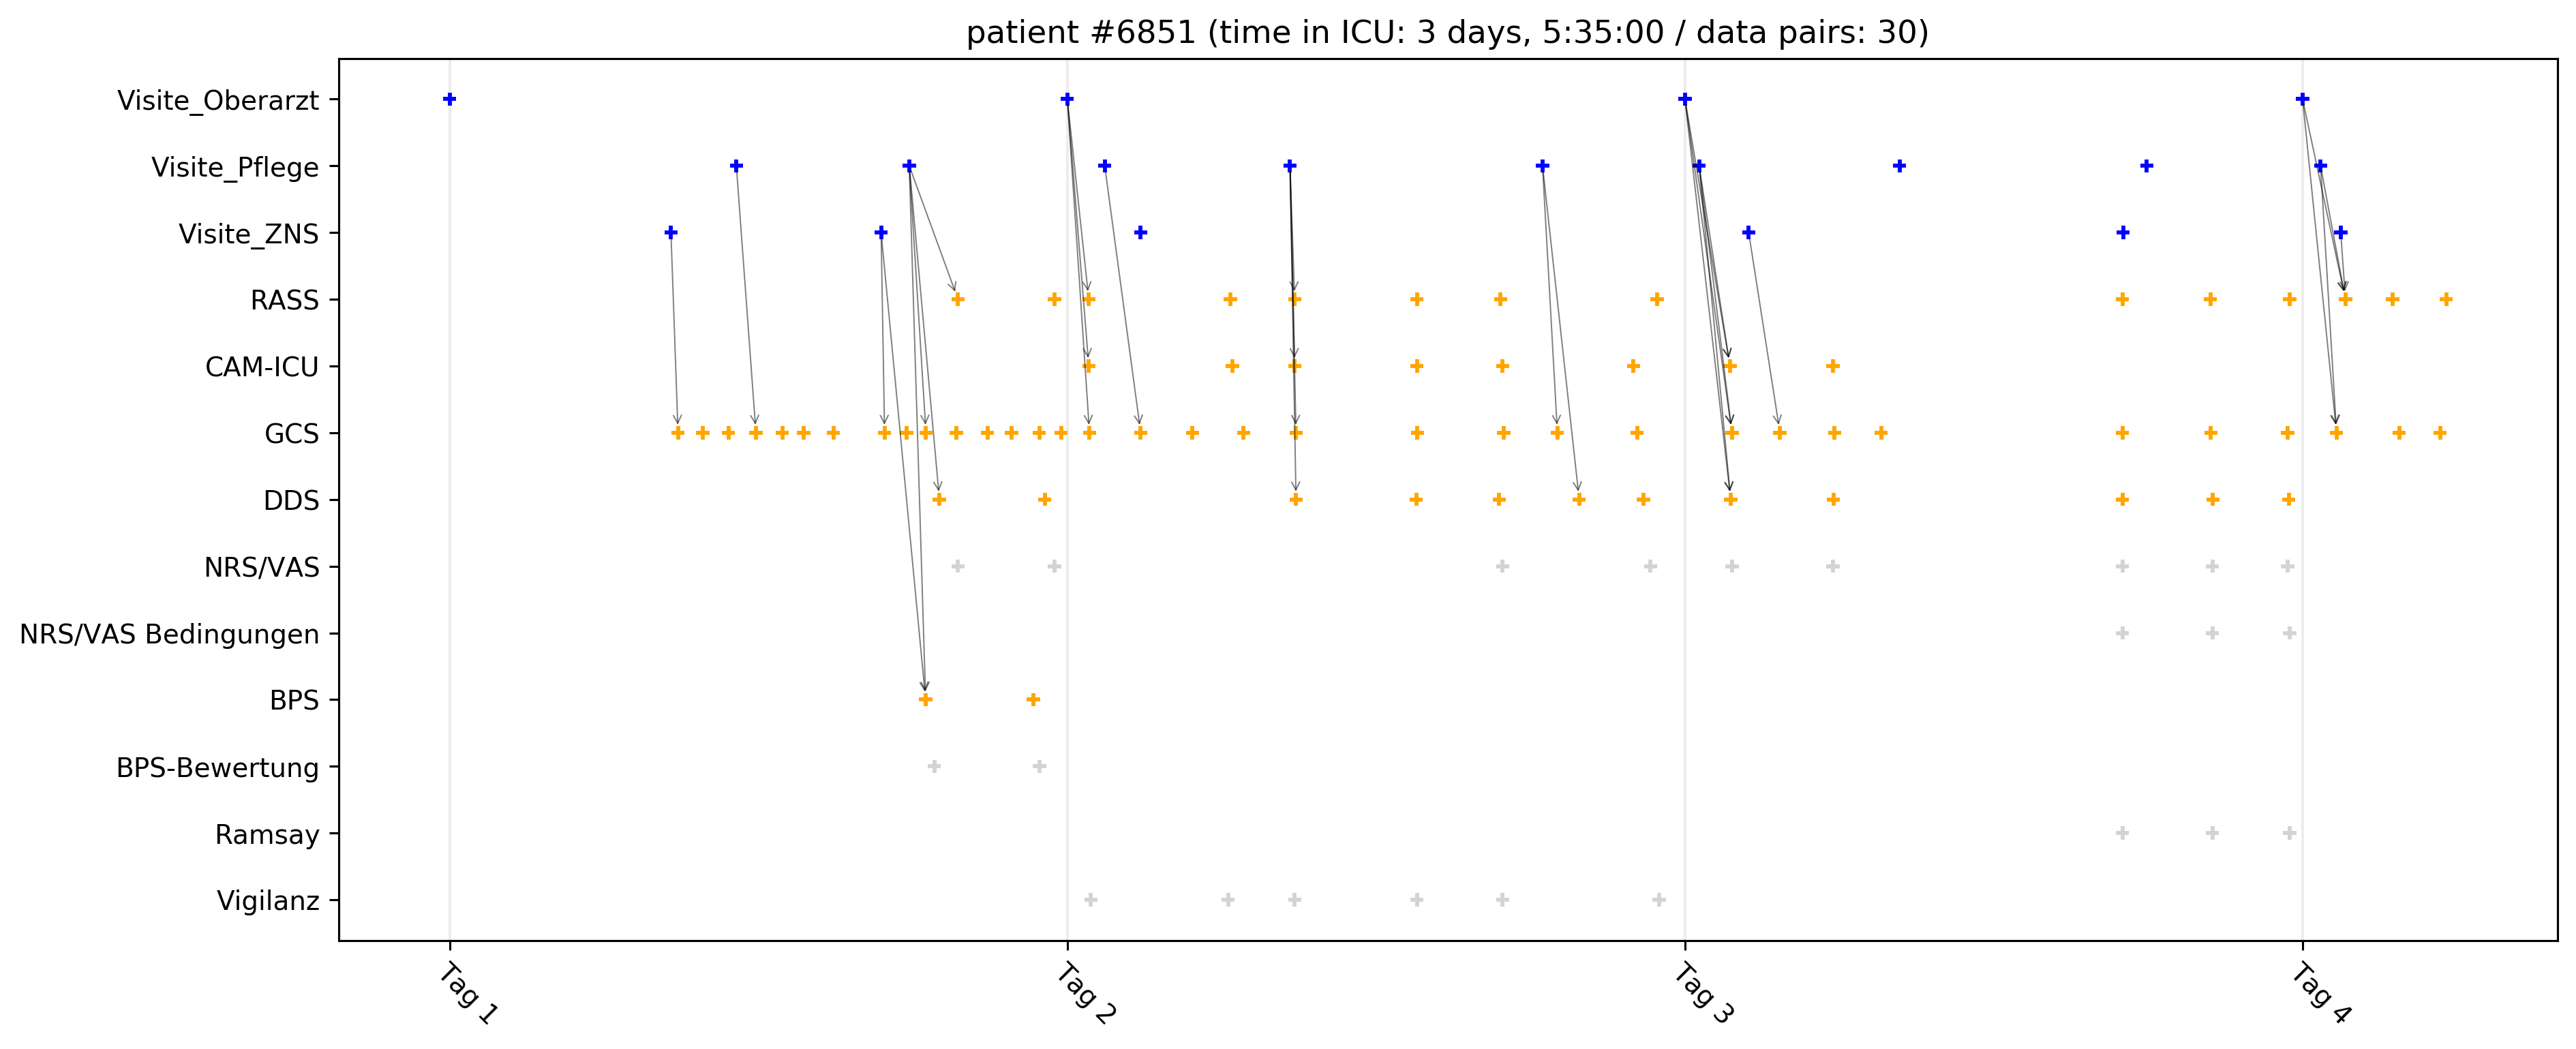 patient #6851 (time in ICU: 3 days, 5:35:00 / data pairs: 30)
Visite_Oberarzt
Visite_Pflege
Visite_ZNS
RASS
CAM-ICU
GCS
DDS
NRS/VAS
NRS/VAS Bedingungen
BPS
BPS-Bewertung
Ramsay
Vigilanz
Tag 1
Tag 2
Tag 3
Tag 4